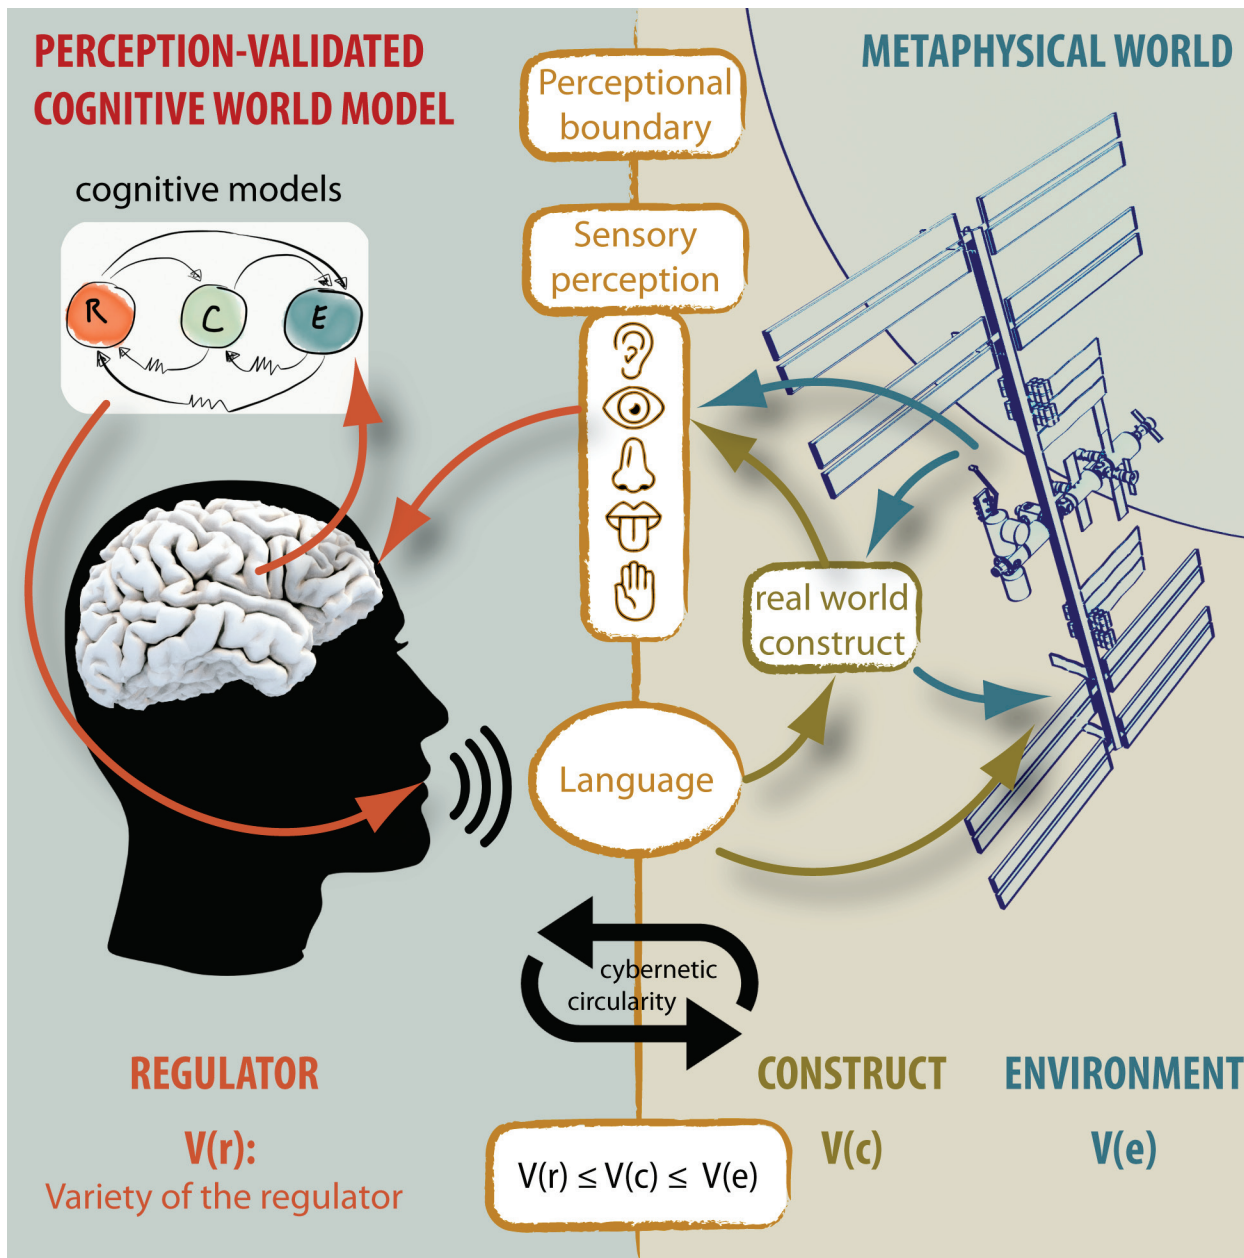 PERCEPTION-VALIDATED
COGNITIVE WORLD MODEL
cognitive models
R
C
E
Perceptional
boundary
Sensory
perception
METAPHYSICAL WORLD
real world
construct
Language
cybernetic
circularity
REGULATOR
V(r):
Variety of the regulator
CONSTRUCT
V(c)
ENVIRONMENT
V(e)
V(r) ≤ V(c) ≤ V(e)